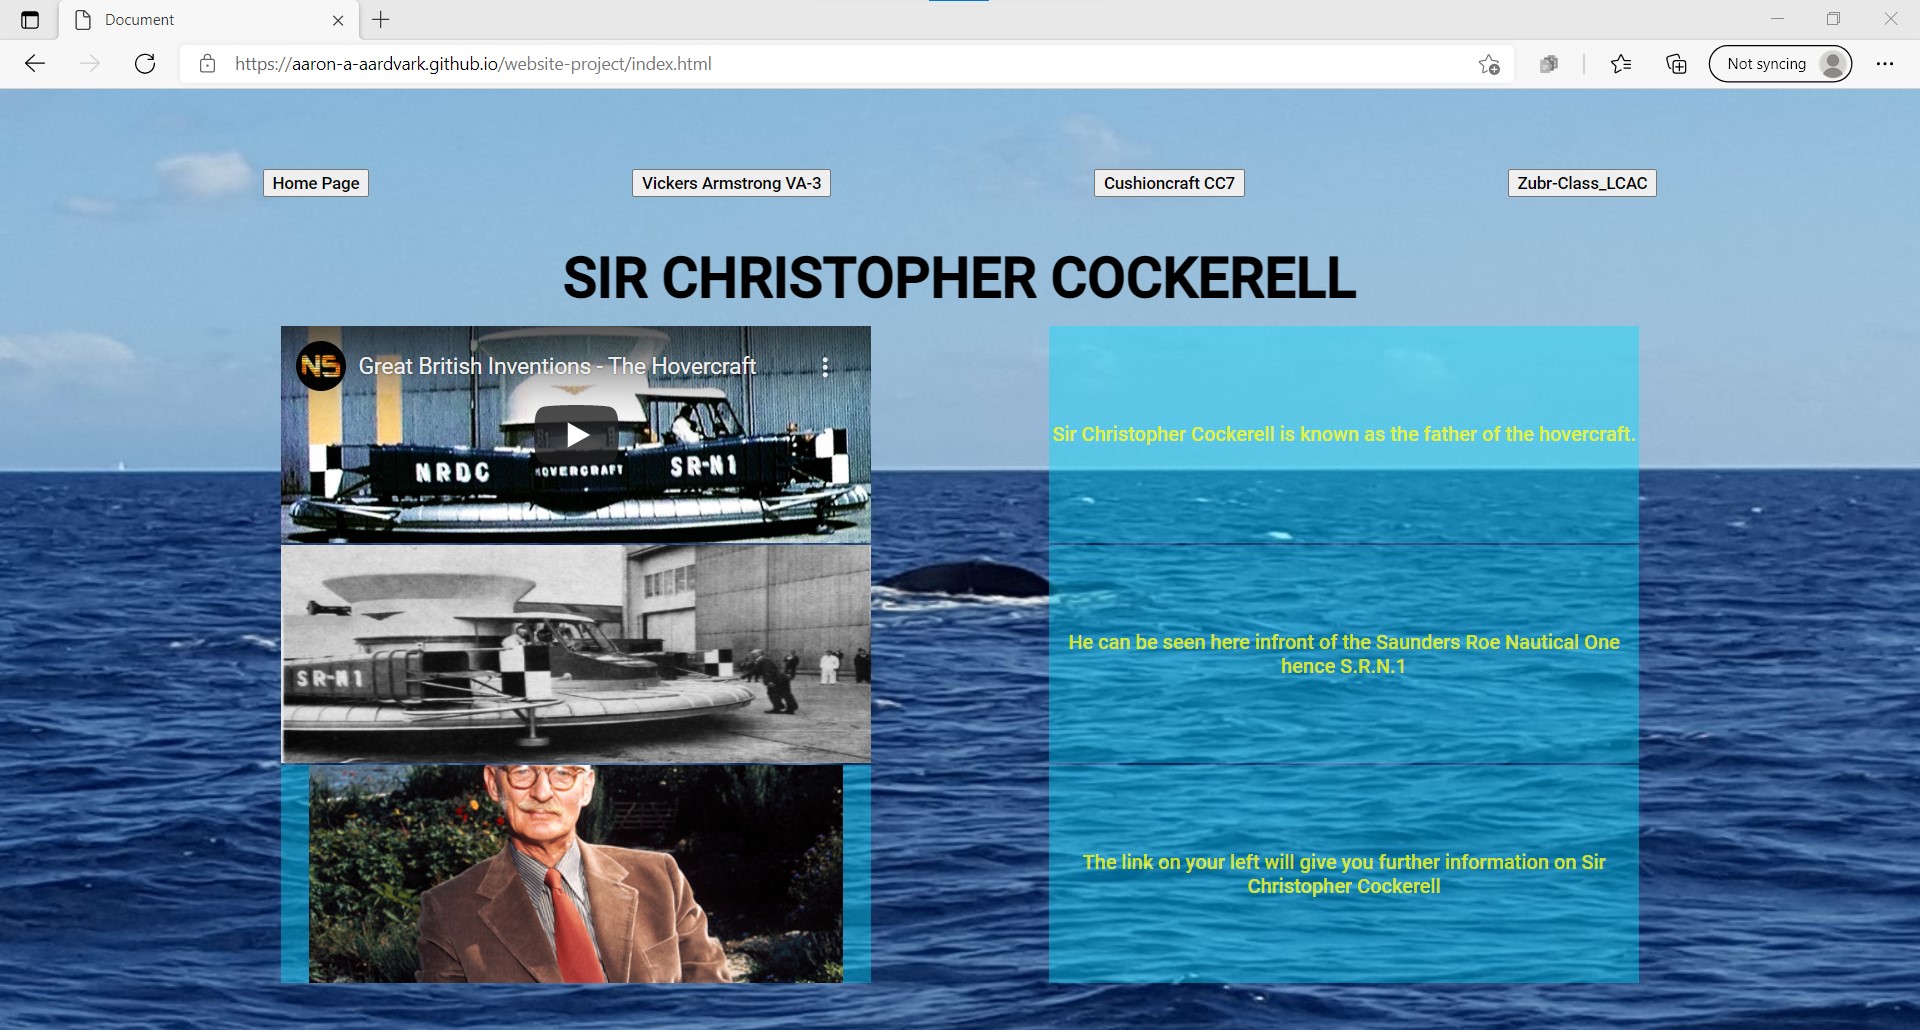 Document
https://aaron-a-aardvark.github.io/website-project/index.html
Not syncing
Home Page
Vickers Armstrong VA-3
Cushioncraft CC7
Zubr-Class_LCAC
SIR CHRISTOPHER COCKERELL
NS
Great British Inventions - The Hovercraft
NRDC
HOVERCRAFT
SR-N1
Sir Christopher Cockerell is known as the father of the hovercraft.
SR-N1
He can be seen here infront of the Saunders Roe Nautical One
hence S.R.N.1
The link on your left will give you further information on Sir
Christopher Cockerell